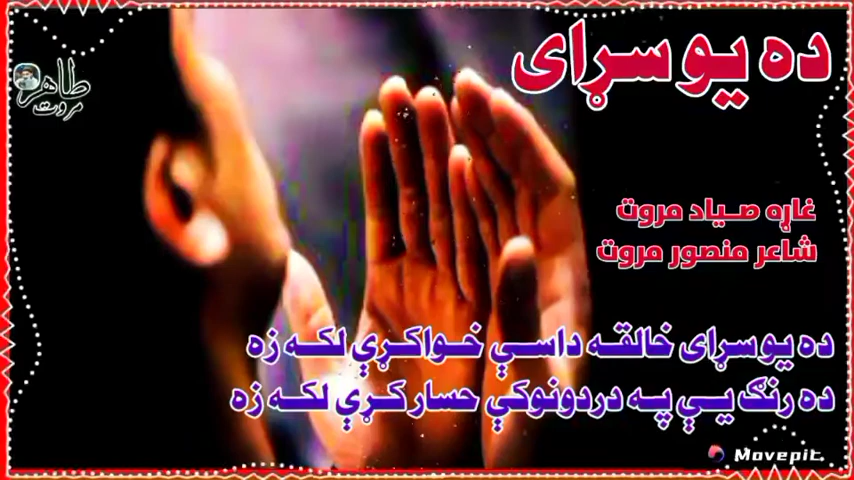 ده یو سړای
طاهر
مروت
غاړه صیاد مروت
شاعر منصور مروت
ده یو سړای خالقه داسې خواکړې لکه زه
ده رنګ یې په دردونوکې حسار کړې لکه زه
Movepic